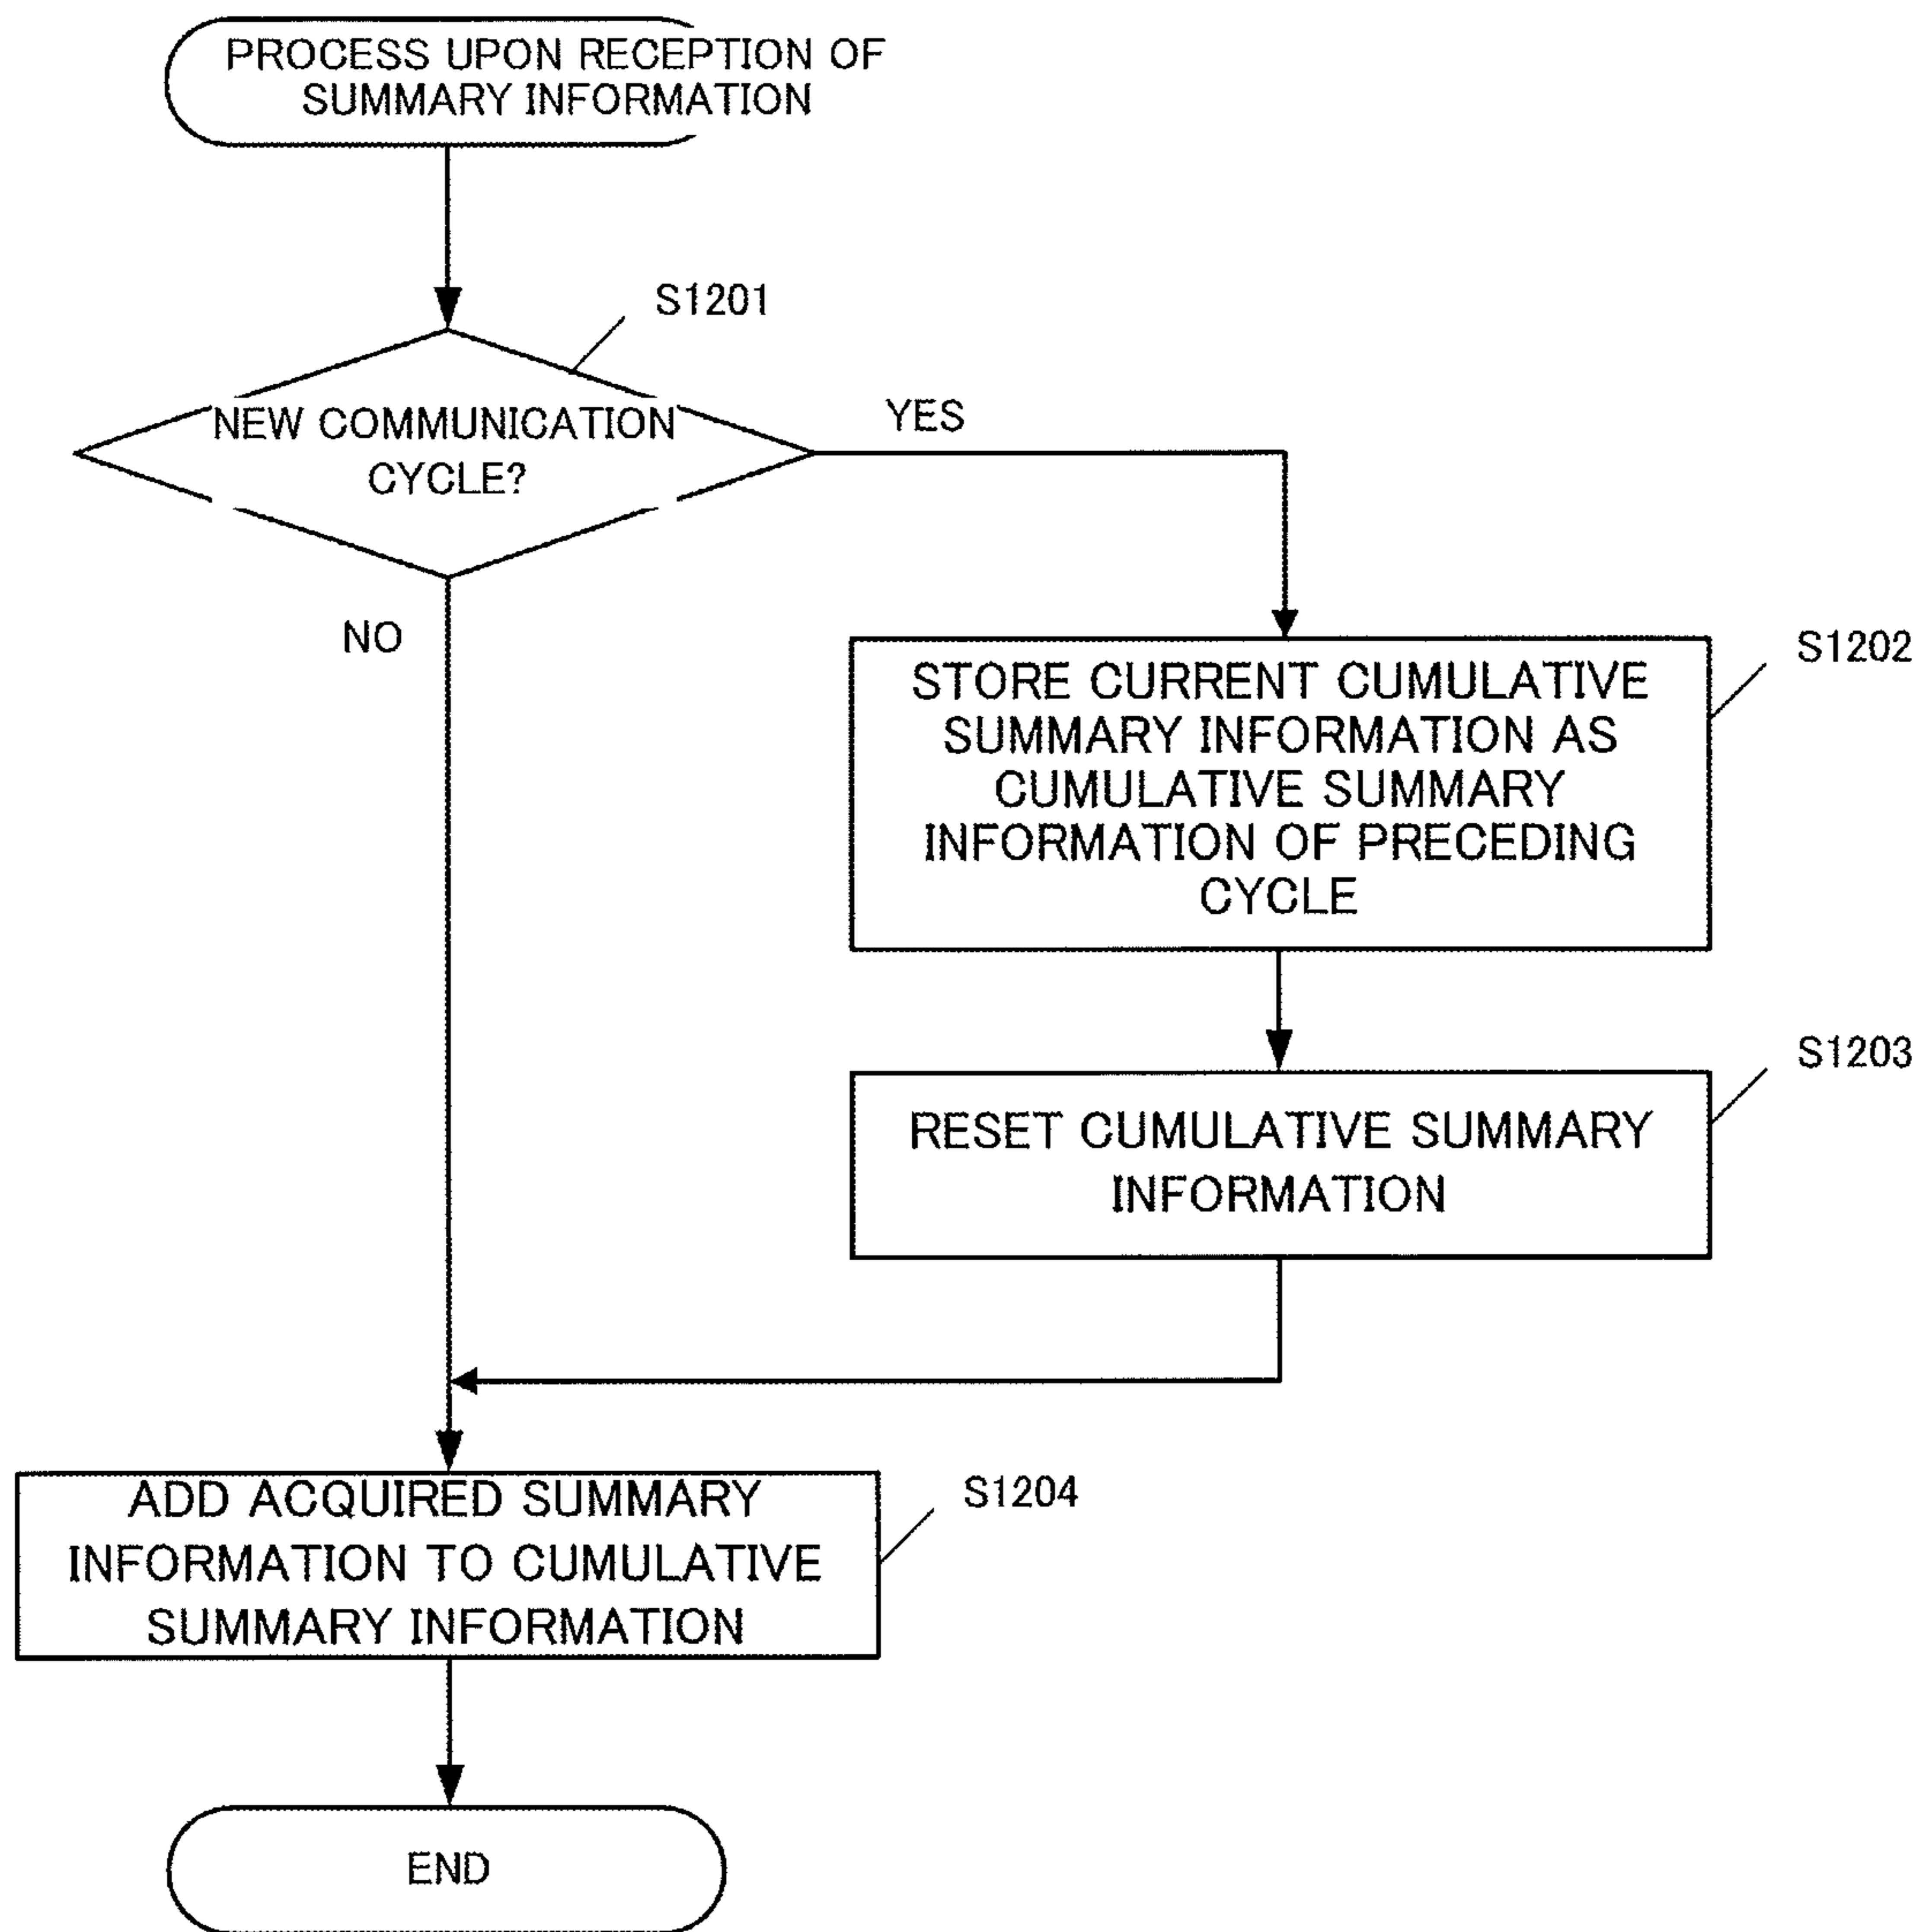 PROCESS UPON RECEPTION OF
SUMMARY INFORMATION
S1201
NEW COMMUNICATION
CYCLE?
YES
NO
S1202
STORE CURRENT CUMULATIVE
SUMMARY INFORMATION AS
CUMULATIVE SUMMARY
INFORMATION OF PRECEDING
CYCLE
S1203
RESET CUMULATIVE SUMMARY
INFORMATION
S1204
ADD ACQUIRED SUMMARY
INFORMATION TO CUMULATIVE
SUMMARY INFORMATION
END